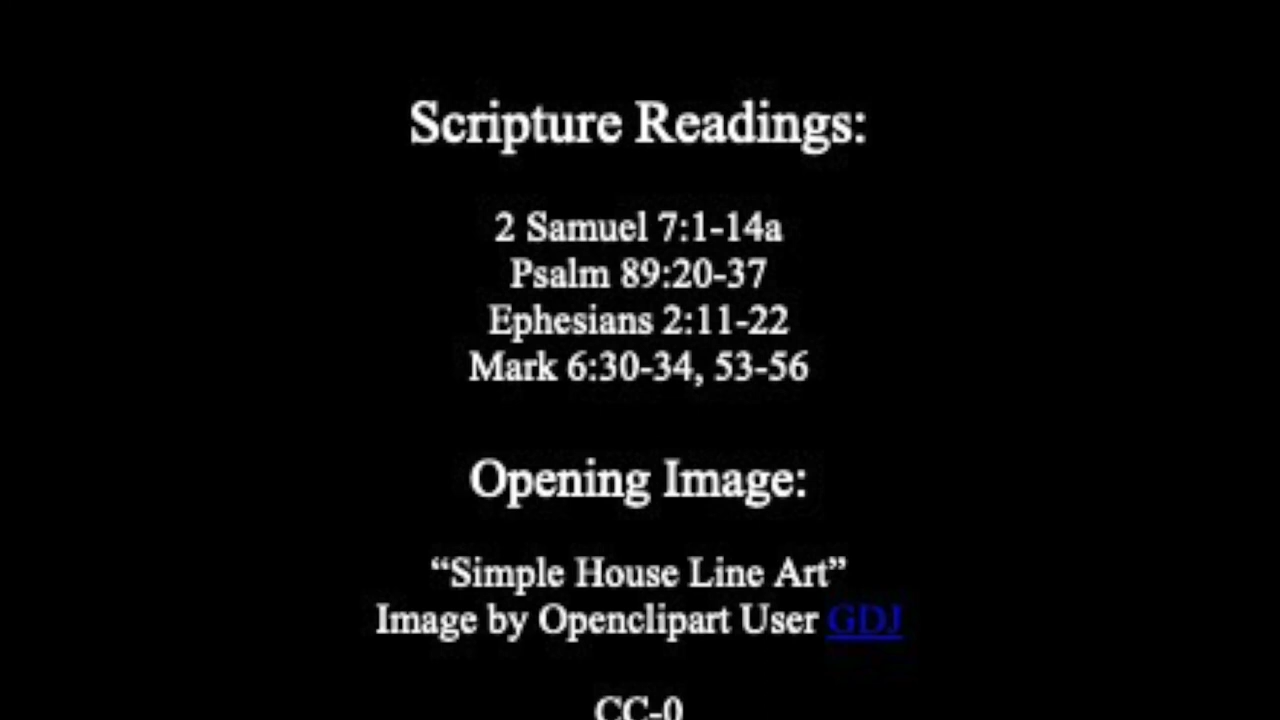 Scripture Readings:
2 Samuel 7:1-14a
Psalm 89:20-37
Ephesians 2:11-22
Mark 6:30-34, 53-56
Opening Image:
“Simple House Line Art”
Image by Openclipart User GDJ
CC-0